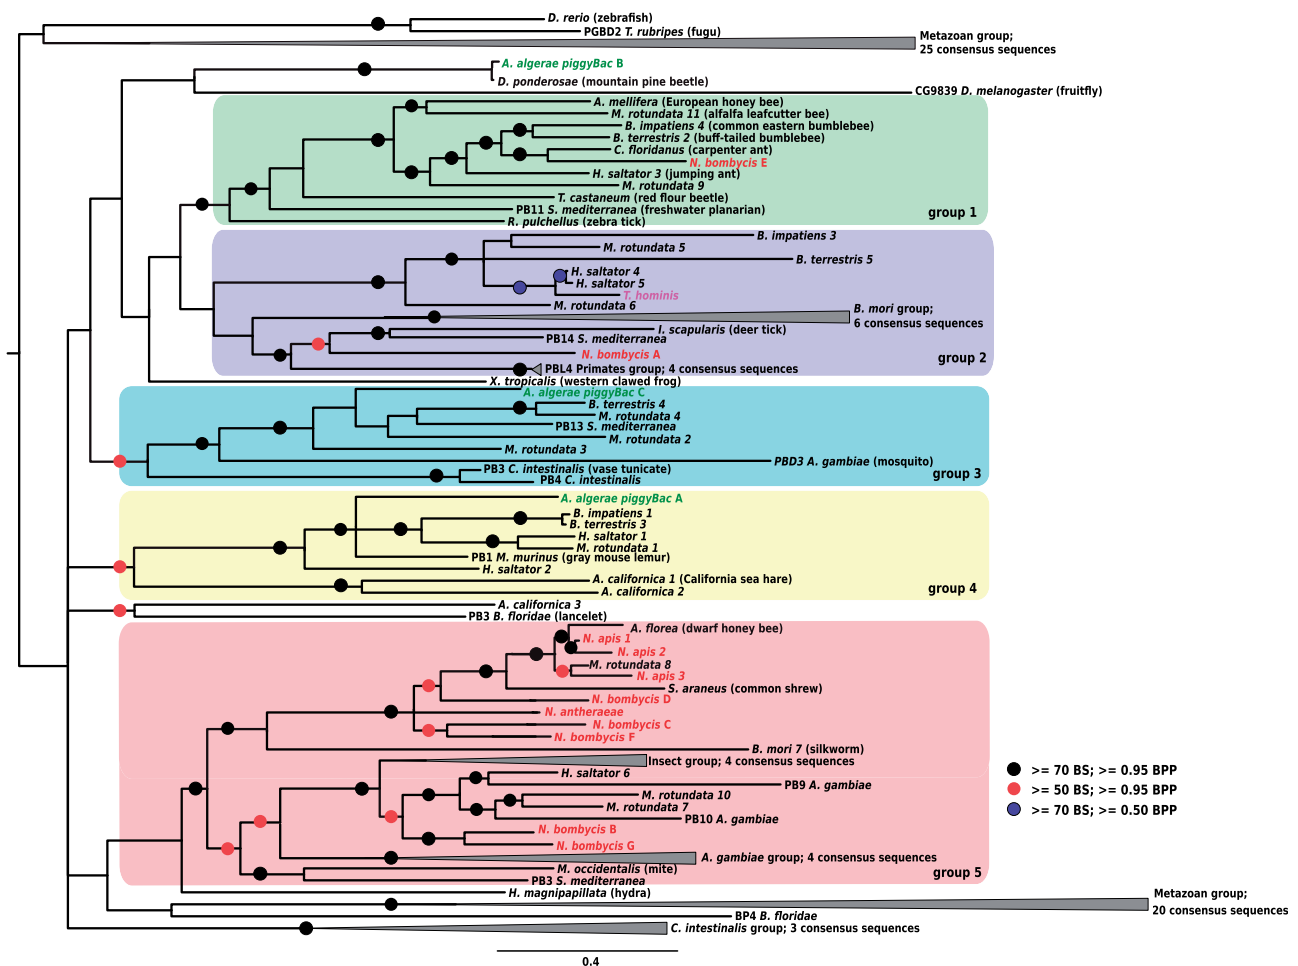 D. rerio (zebrafish)
PGBD2 T. rubripes (fugu)
Metazoan group;
25 consensus sequences
A. algerae piggyBac B
D. ponderosae (mountain pine beetle)
CG9839 D. melanogaster (fruitfly)
A. mellifera (European honey bee)
M. rotundata 11 (alfalfa leafcutter bee)
B. impatiens 4 (common eastern bumblebee)
B. terrestris 2 (buff-tailed bumblebee)
C. floridanus (carpenter ant)
N. bombycis E
H. saltator 3 (jumping ant)
M. rotundata 9
T. castaneum (red flour beetle)
PB11 S. mediterranea (freshwater planarian)
group 1
R. pulchellus (zebra tick)
B. impatiens 3
M. rotundata 5
B. terrestris 5
H. saltator 4
H. saltator 5
T. hominis
M. rotundata 6
B. mori group;
6 consensus sequences
I. scapularis (deer tick)
PB14 S. mediterranea
N. bombycis A
group 2
PBL4 Primates group; 4 consensus sequences
X. tropicalis (western clawed frog)
A. algerae piggyBac C
B. terrestris 4
M. rotundata 4
PB13 S. mediterranea
M. rotundata 2
M. rotundata 3
PBD3 A. gambiae (mosquito)
PB3 C. intestinalis (vase tunicate)
group 3
PB4 C. intestinalis
A. algerae piggyBac A
B. impatiens 1
B. terrestris 3
H. saltator 1
M. rotundata 1
PB1 M. murinus (gray mouse lemur)
H. saltator 2
A. californica 1 (California sea hare)
group 4
A. californica 2
A. californica 3
PB3 B. floridae (lancelet)
A. florea (dwarf honey bee)
N. apis 1
N. apis 2
M. rotundata 8
N. apis 3
S. araneus (common shrew)
N. bombycis D
N. antheraeae
N. bombycis C
N. bombycis F
B. mori 7 (silkworm)
Insect group; 4 consensus sequences
H. saltator 6
PB9 A. gambiae
M. rotundata 10
M. rotundata 7
PB10 A. gambiae
N. bombycis B
N. bombycis G
A. gambiae group; 4 consensus sequences
M. occidentalis (mite)
group 5
PB3 S. mediterranea
H. magnipapillata (hydra)
Metazoan group;
20 consensus sequences
BP4 B. floridae
C. intestinalis group; 3 consensus sequences
>= 70 BS; >= 0.95 BPP
>= 50 BS; >= 0.95 BPP
>= 70 BS; >= 0.50 BPP
0.4